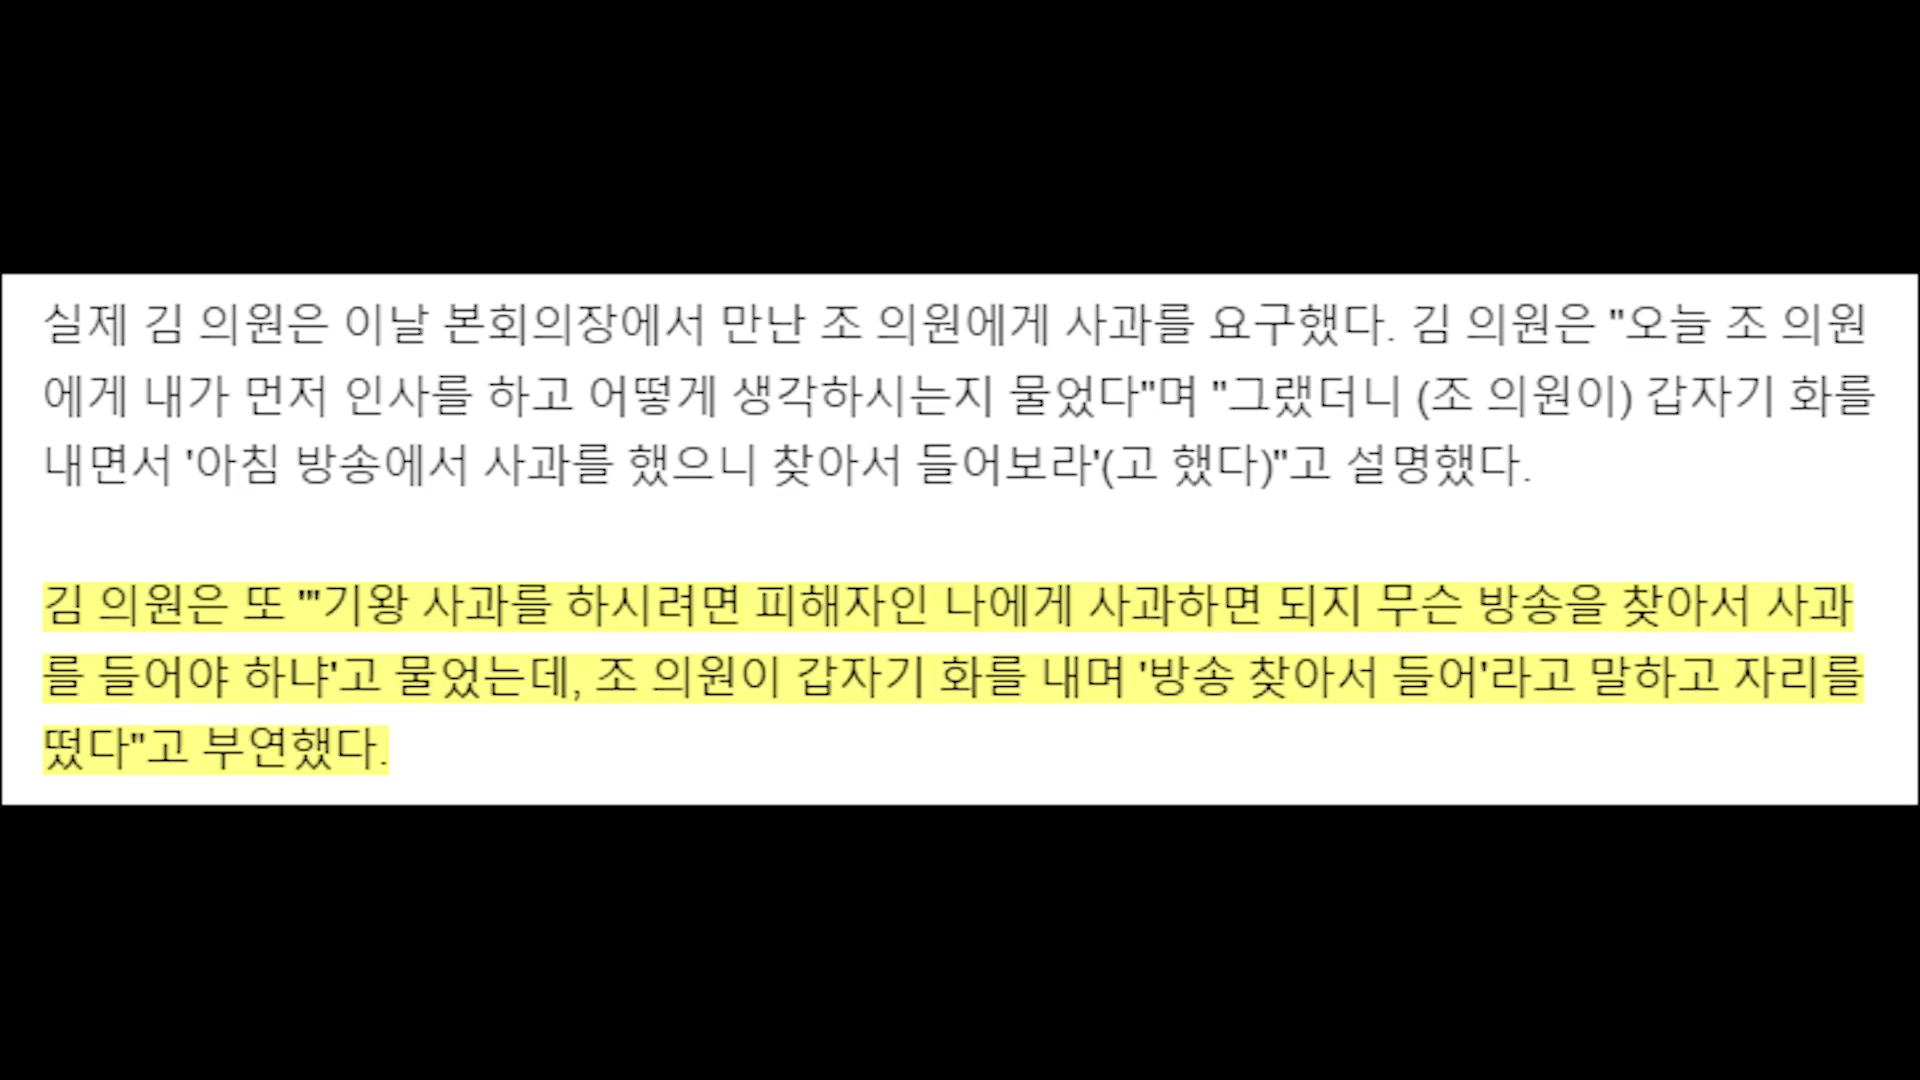 실제 김 의원은 이날 본회의장에서 만난 조 의원에게 사과를 요구했다. 김 의원은 "오늘 조 의원
에게 내가 먼저 인사를 하고 어떻게 생각하시는지 물었다"며 "그랬더니 (조 의원이) 갑자기 화를
내면서 '아침 방송에서 사과를 했으니 찾아서 들어보라'(고 했다)"고 설명했다.
김 의원은 또 "'기왕 사과를 하시려면 피해자인 나에게 사과하면 되지 무슨 방송을 찾아서 사과
를 들어야 하냐'고 물었는데, 조 의원이 갑자기 화를 내며 '방송 찾아서 들어'라고 말하고 자리를
떴다"고 부연했다.